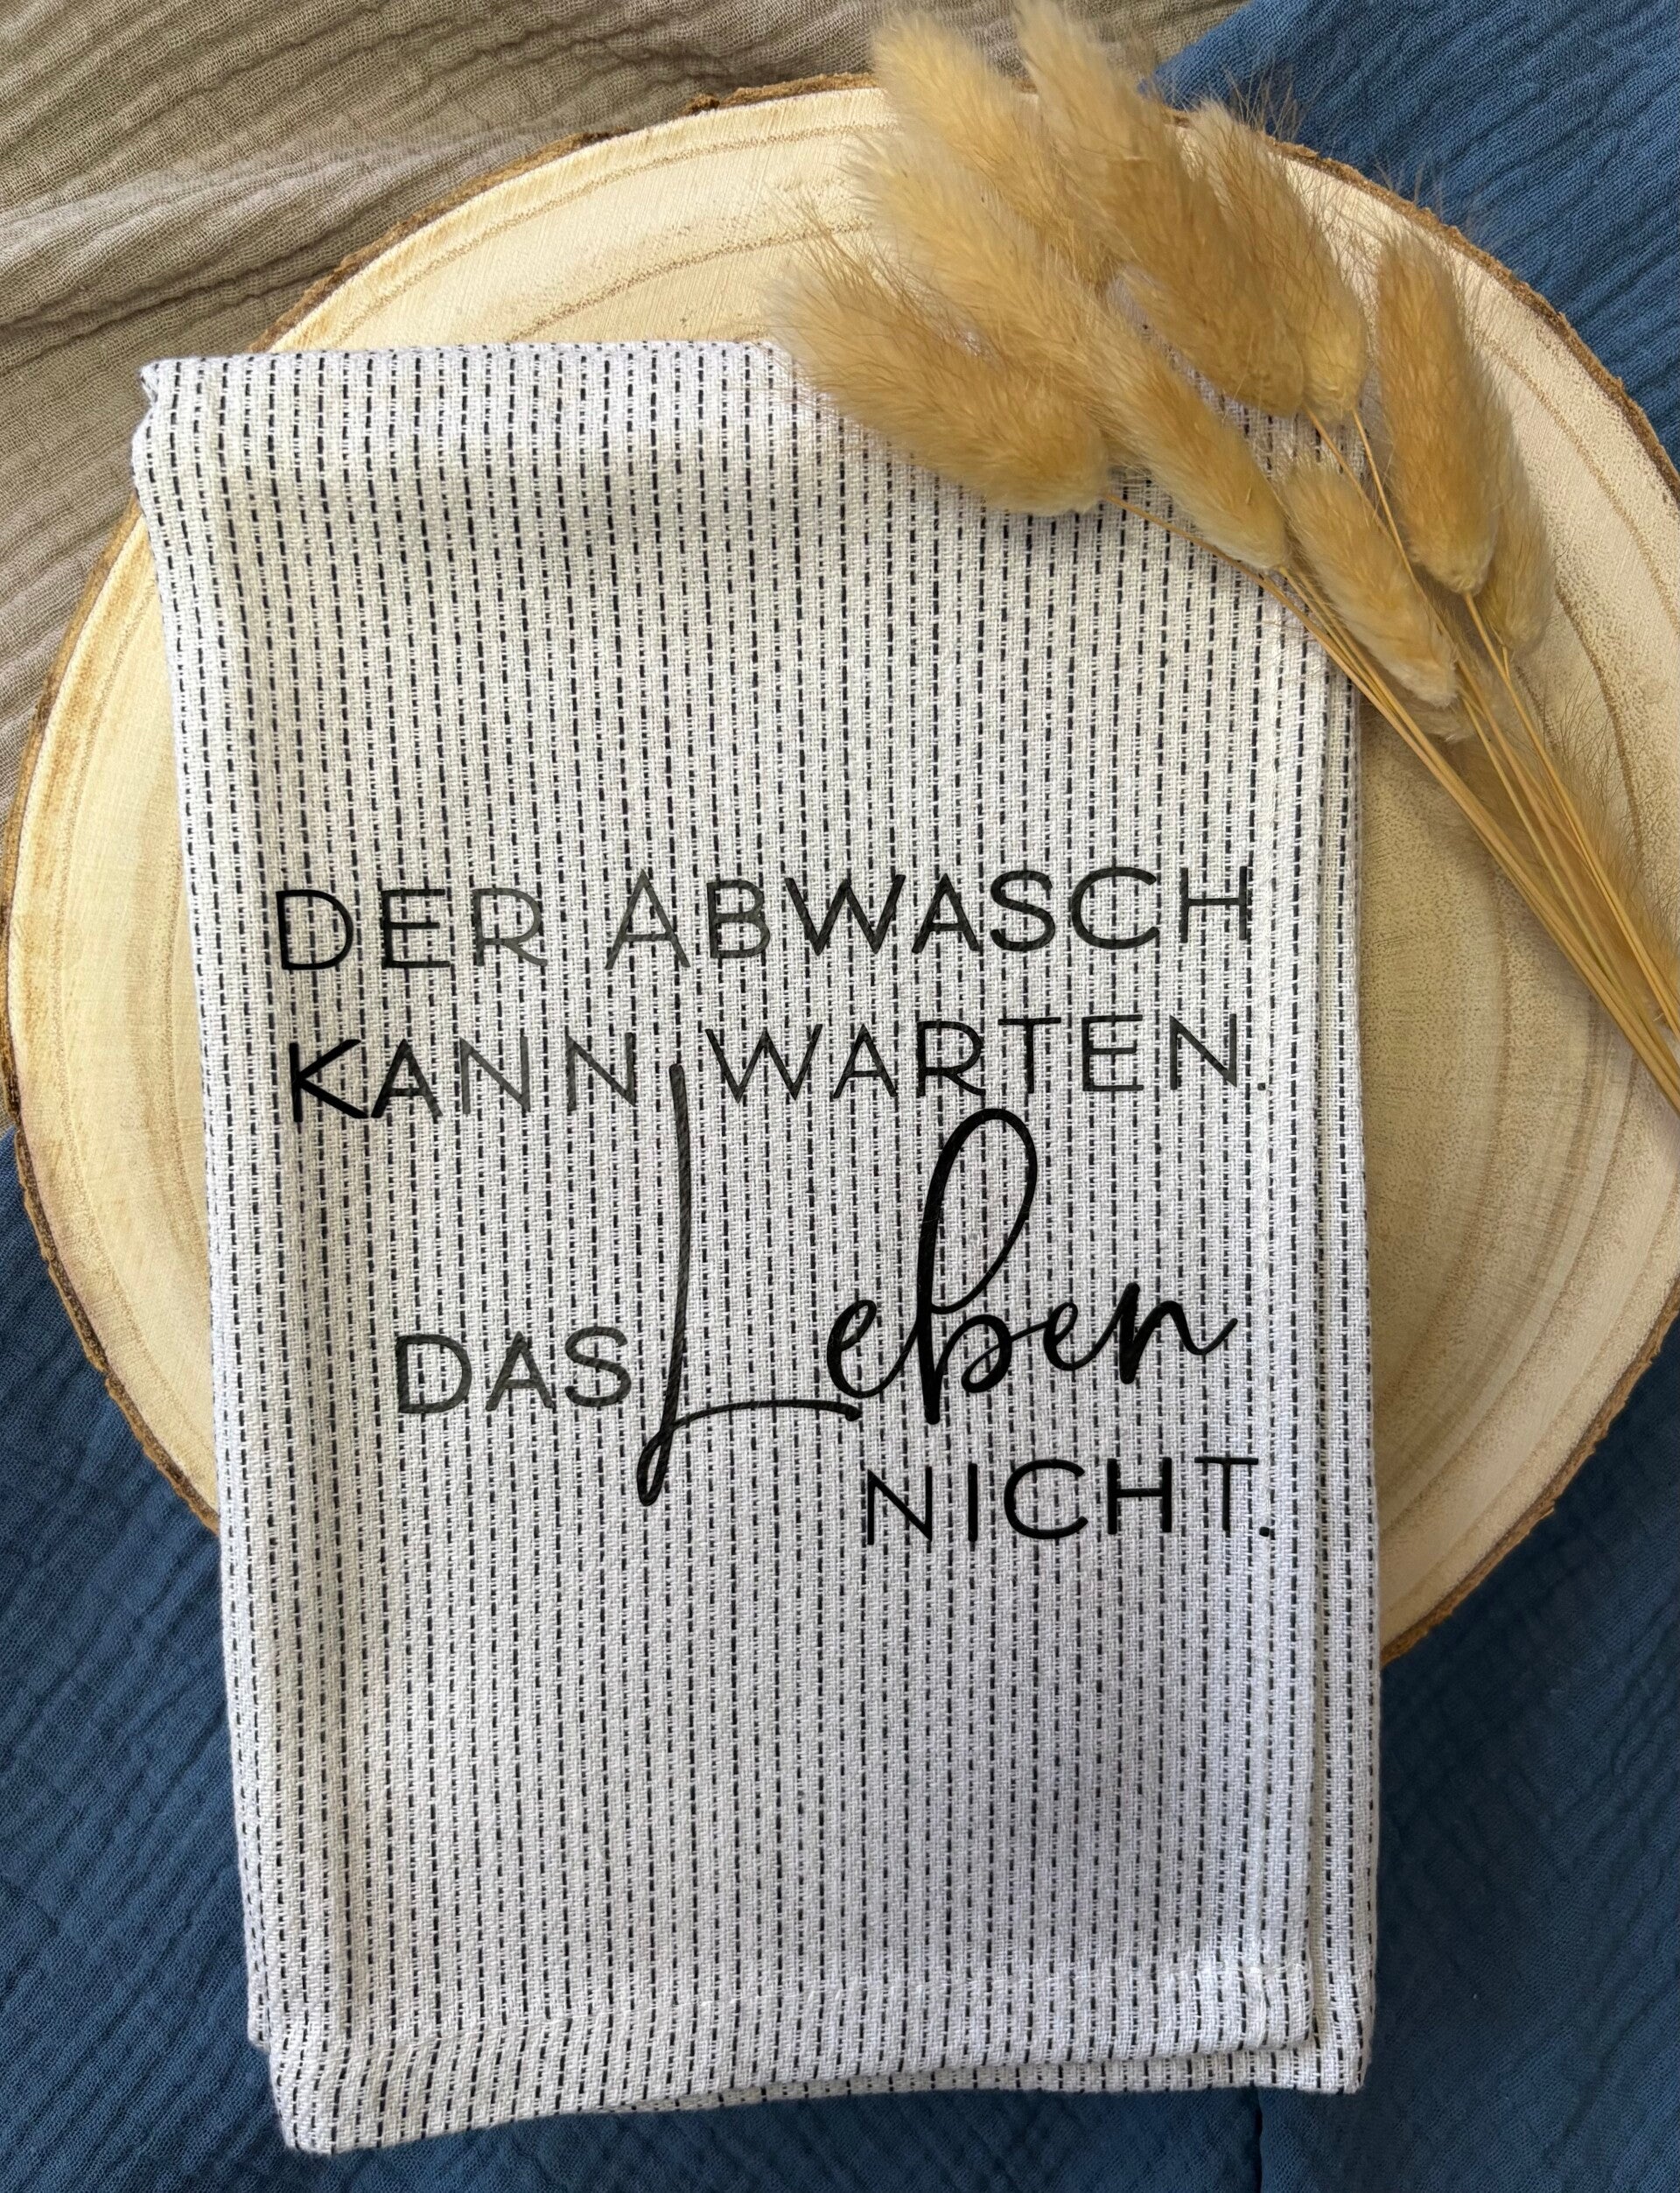 DER ABWASCH
KANN WARTEN.
DAS Leben
NICHT.